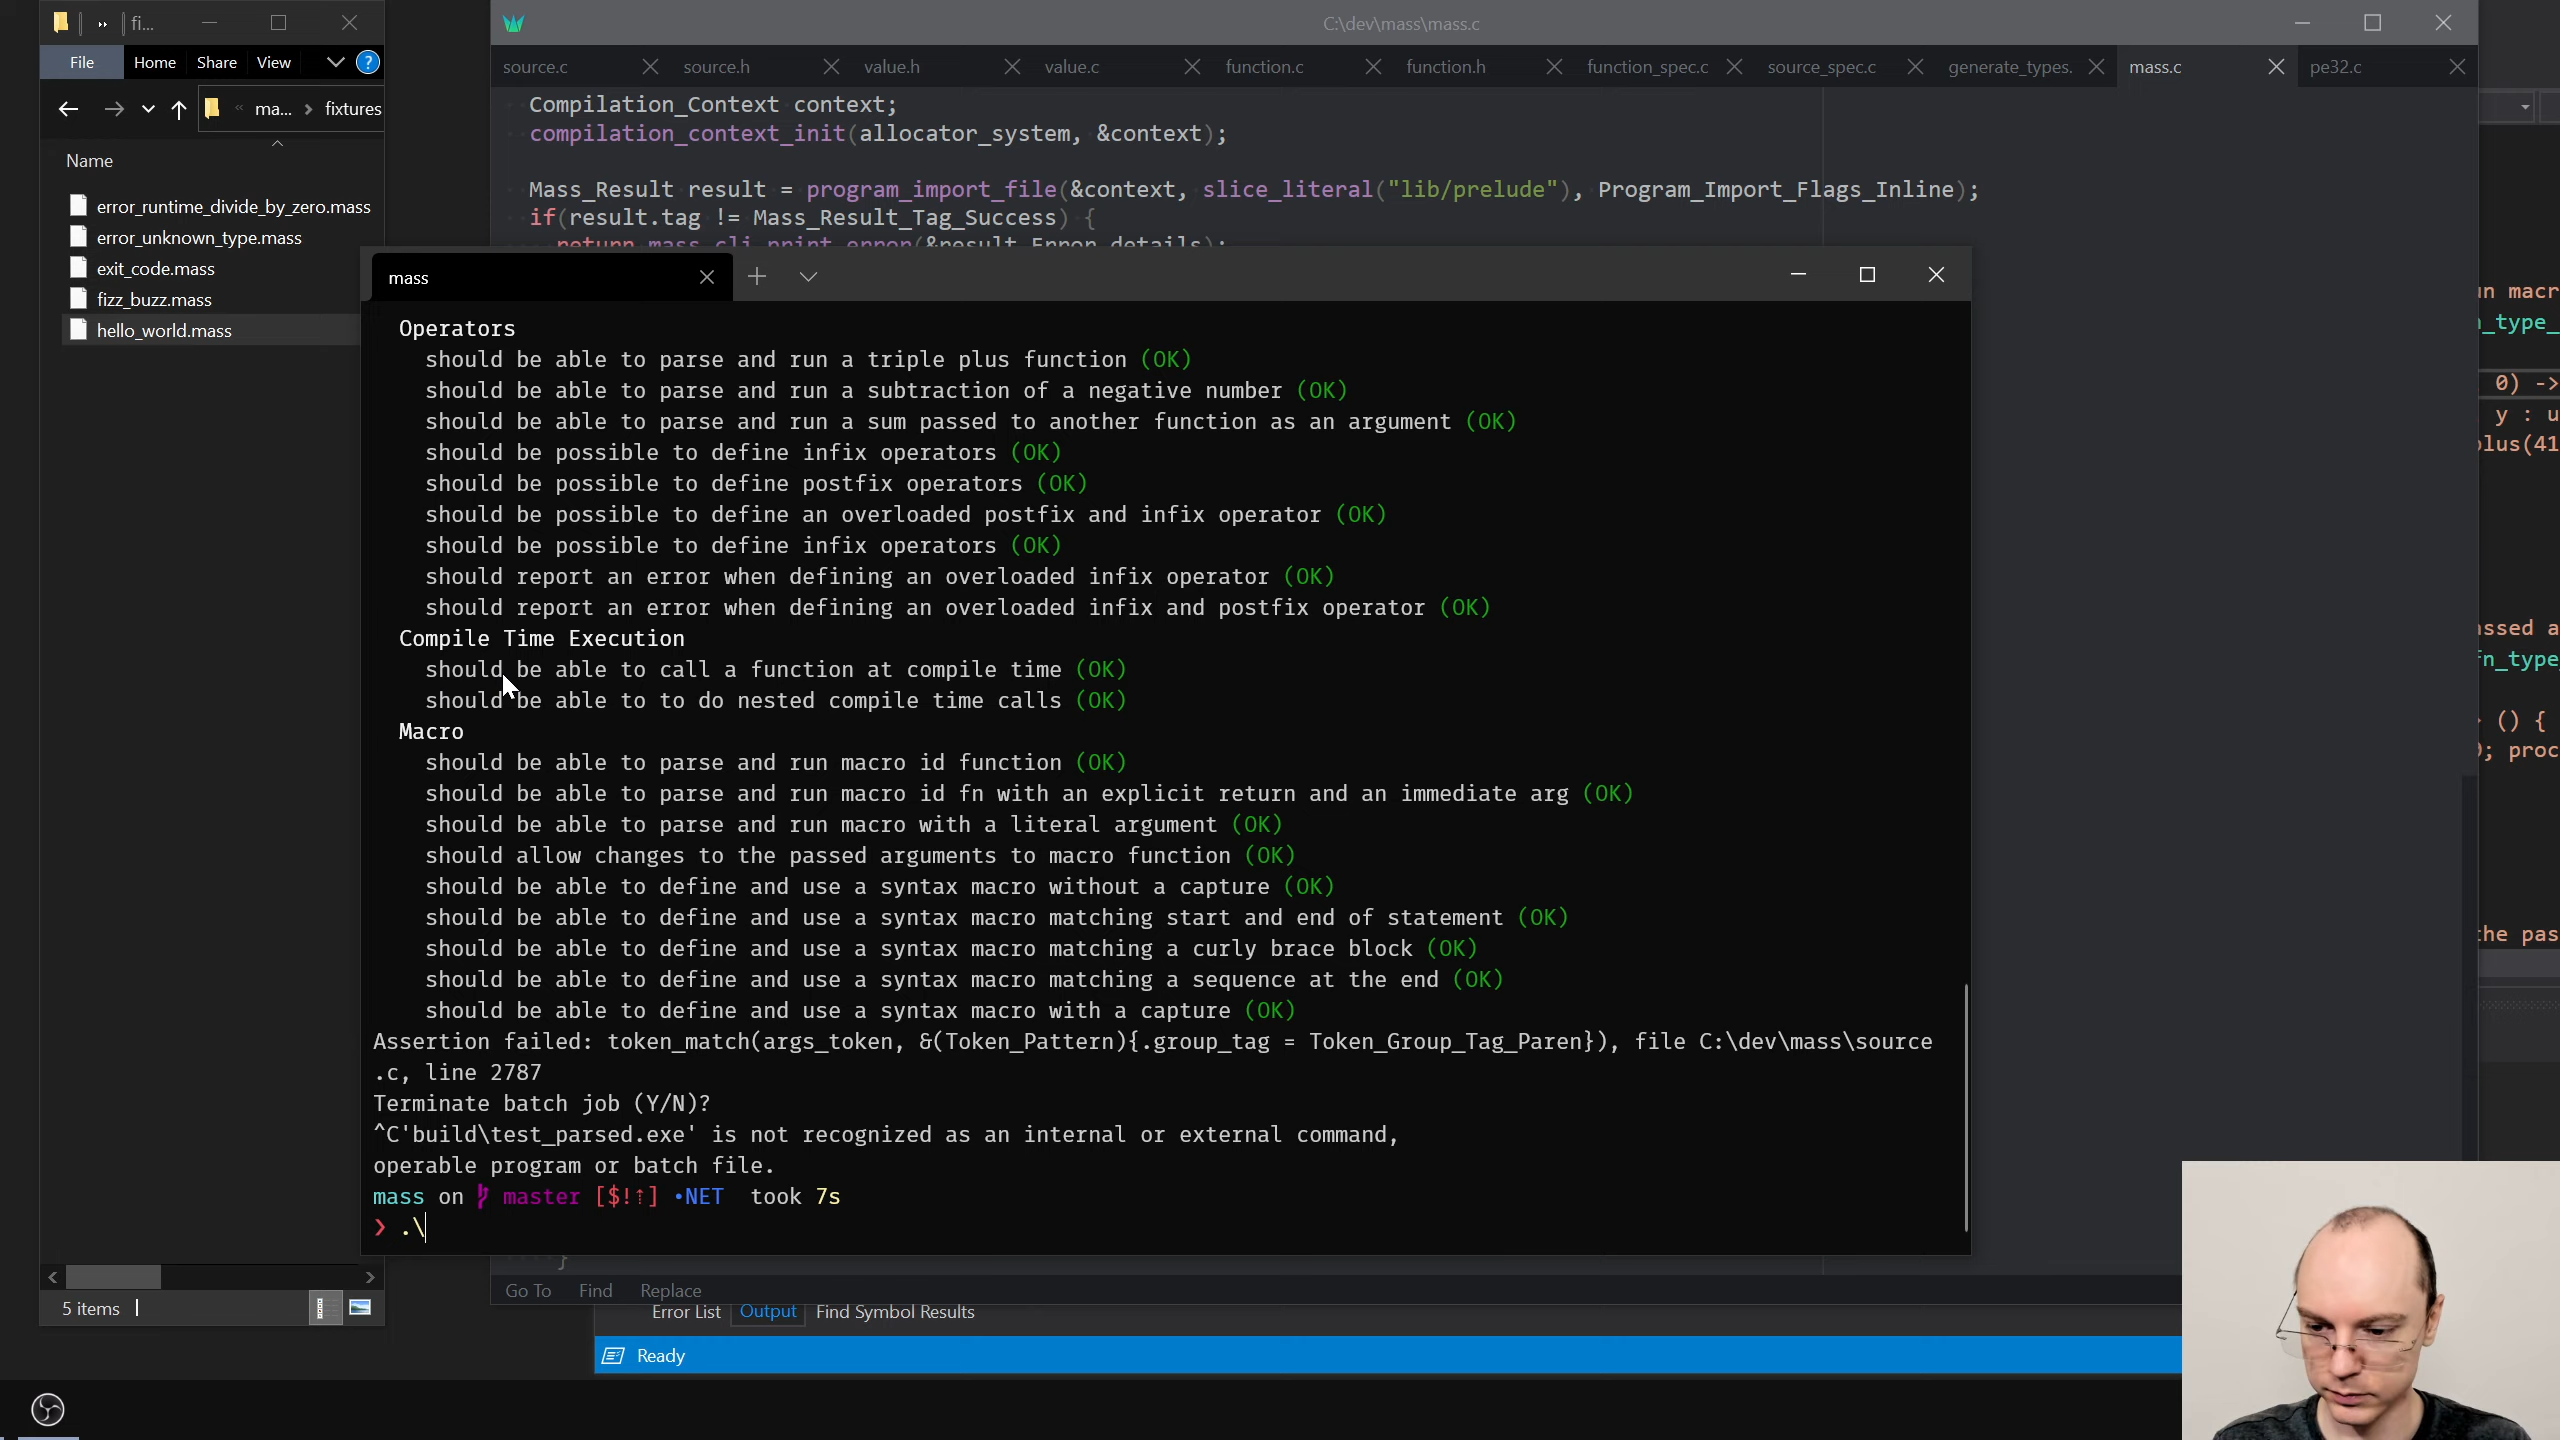 fi...
File
Home
Share
View
ma...
fixtures
Name
error_runtime_divide_by_zero.mass
error_unknown_type.mass
exit_code.mass
fizz_buzz.mass
hello_world.mass
5 items
C:\dev\mass\mass.c
source.c
source.h
value.h
value.c
function.c
function.h
function_spec.c
source_spec.c
generate_types.
mass.c
pe32.c
Compilation_Context context;
compilation_context_init(allocator_system, &context);
Mass_Result result = program_import_file(&context, slice_literal("lib/prelude"), Program_Import_Flags_Inline);
if(result.tag != Mass_Result_Tag_Success) {
return mass_cli_print_error(&result.Error.details);
mass
Operators
should be able to parse and run a triple plus function (OK)
should be able to parse and run a subtraction of a negative number (OK)
should be able to parse and run a sum passed to another function as an argument (OK)
should be possible to define infix operators (OK)
should be possible to define postfix operators (OK)
should be possible to define an overloaded postfix and infix operator (OK)
should be possible to define infix operators (OK)
should report an error when defining an overloaded infix operator (OK)
should report an error when defining an overloaded infix and postfix operator (OK)
Compile Time Execution
should be able to call a function at compile time (OK)
should be able to to do nested compile time calls (OK)
Macro
should be able to parse and run macro id function (OK)
should be able to parse and run macro id fn with an explicit return and an immediate arg (OK)
should be able to parse and run macro with a literal argument (OK)
should allow changes to the passed arguments to macro function (OK)
should be able to define and use a syntax macro without a capture (OK)
should be able to define and use a syntax macro matching start and end of statement (OK)
should be able to define and use a syntax macro matching a curly brace block (OK)
should be able to define and use a syntax macro matching a sequence at the end (OK)
should be able to define and use a syntax macro with a capture (OK)
Assertion failed: token_match(args_token, &(Token_Pattern){.group_tag = Token_Group_Tag_Paren}), file C:\dev\mass\source
.c, line 2787
Terminate batch job (Y/N)?
^C'build\test_parsed.exe' is not recognized as an internal or external command,
operable program or batch file.
mass on master [$!⇡] •NET took 7s
❯ .\
}
Go To
Find
Replace
Error List
Output
Find Symbol Results
Ready
n macr
_type_
0) ->
y : u
plus(41
ssed a
n_type
() {
); proc
he pas